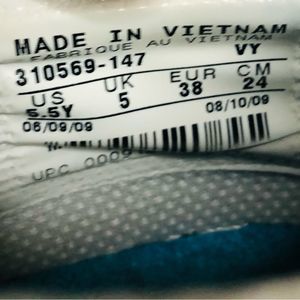 MADE IN VIETNAM
FABRIQUE AU VIETNAM
310569-147 VY
US UK EUR CM
5.5Y 5 38 24
06/09/09 08/10/09
UPC 0009